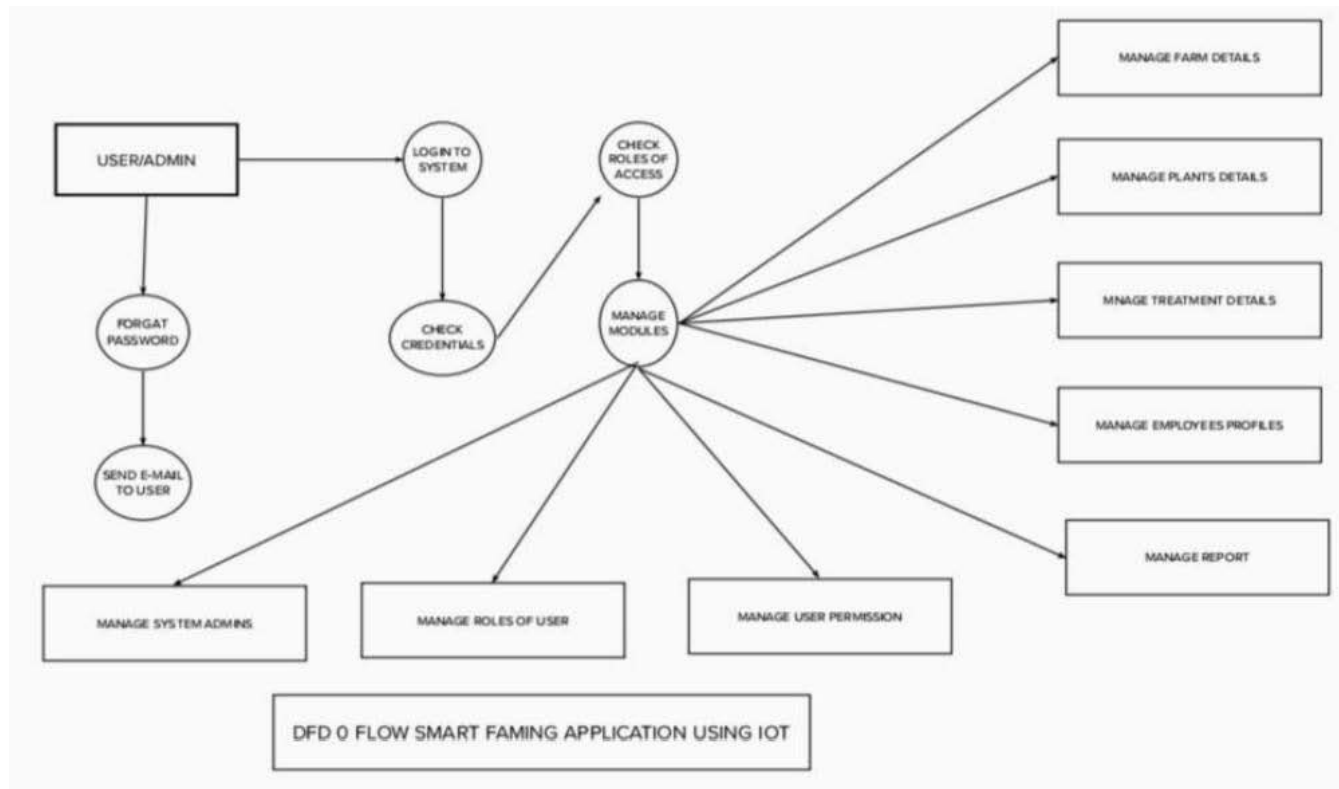 MANAGE FARM DETAILS
USER/ADMIN
LOGIN TO
SYSTEM
CHECK
ROLES OF
ACCESS
MANAGE PLANTS DETAILS
FORGAT
PASSWORD
CHECK
CREDENTIALS
MANAGE
MODULES
MNAGE TREATMENT DETAILS
MANAGE EMPLOYEES PROFILES
SEND E-MAIL
TO USER
MANAGE REPORT
MANAGE SYSTEM ADMINS
MANAGE ROLES OF USER
MANAGE USER PERMISSION
DFD 0 FLOW SMART FAMING APPLICATION USING IOT